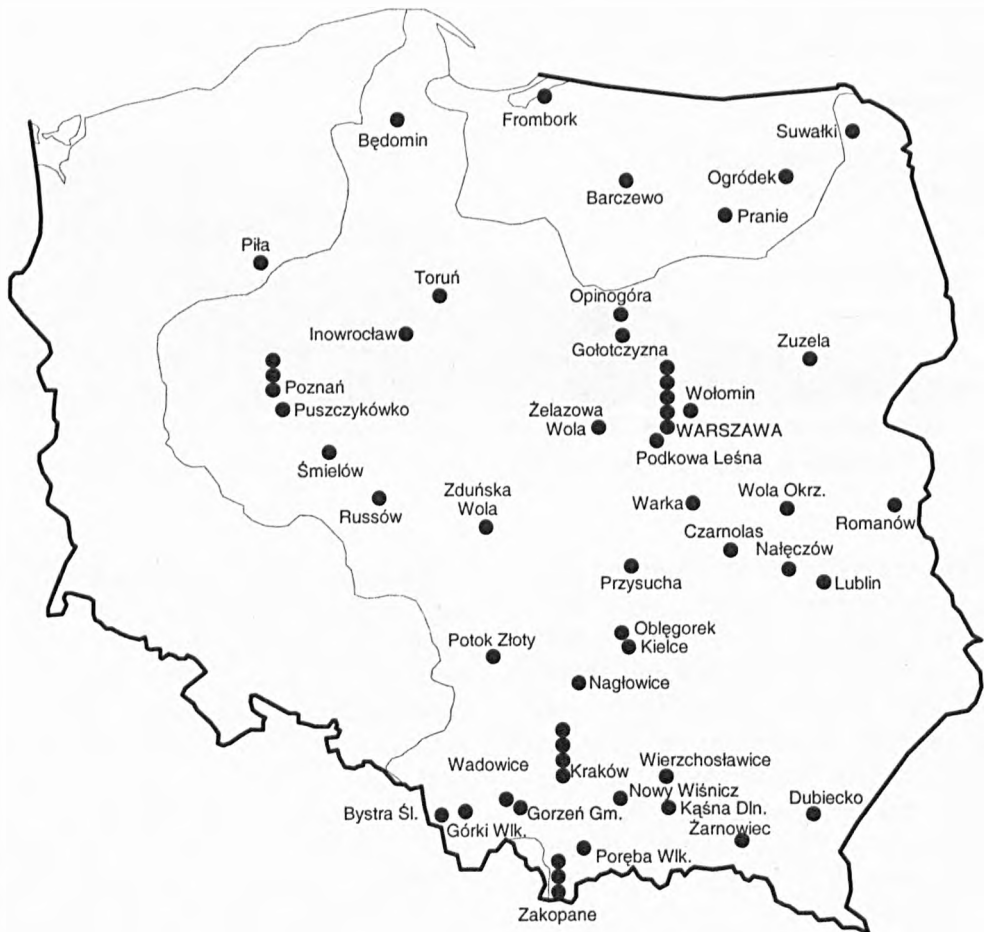 Frombork
Suwałki
Będomin
Ogródek
Barczewo
Pranie
Piła
Toruń
Opinogóra
Inowrocław
Gołotczyzna
Zuzela
Poznań
Wołomin
Puszczykówko
Żelazowa
Wola
WARSZAWA
Podkowa Leśna
Śmielów
Zduńska
Wola
Wola Okrz.
Warka
Russów
Romanów
Czarnolas
Nałęczów
Przysucha
Lublin
Oblęgorek
Potok Złoty
Kielce
Nagłowice
Wadowice
Kraków
Wierzchosławice
Nowy Wiśnicz
Dubiecko
Bystra Śl.
Gorzeń Gm.
Kąśna Dln.
Górki Wlk.
Żarnowiec
Poręba Wlk.
Zakopane